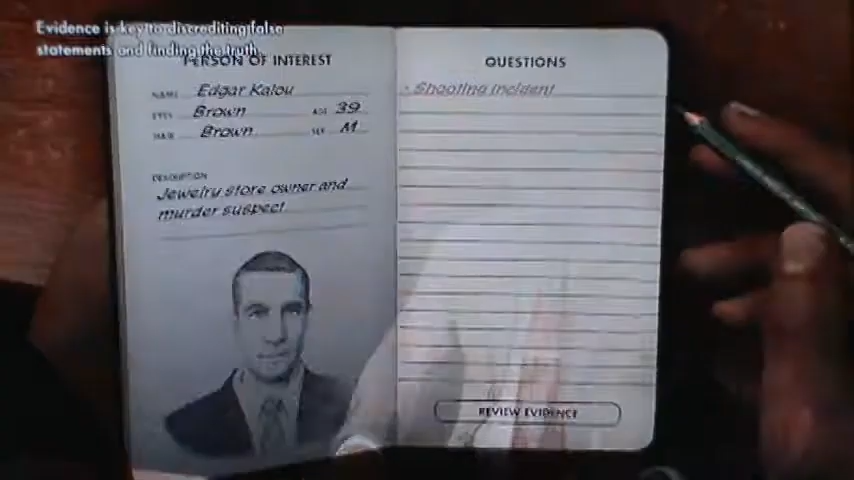 Evidence is key to discrediting false
statements and finding the truth.
PERSON OF INTEREST
NAME Edgar Kalou
EYES Brown AGE 39
HAIR Brown SEX M
DESCRIPTION
Jewelry store owner and
murder suspect
QUESTIONS
• Shooting incident
REVIEW EVIDENCE